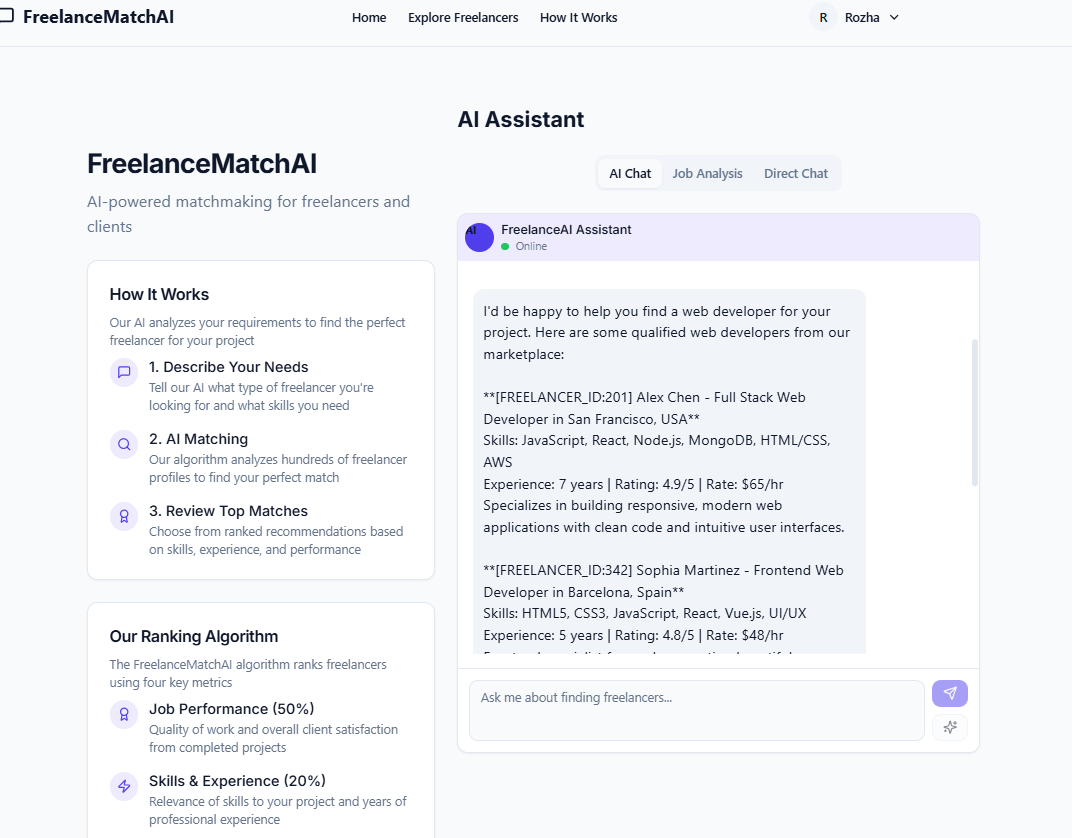 FreelanceMatchAI
Home
Explore Freelancers
How It Works
R
Rozha
FreelanceMatchAI
AI-powered matchmaking for freelancers and
clients
How It Works
Our AI analyzes your requirements to find the perfect
freelancer for your project
1. Describe Your Needs
Tell our AI what type of freelancer you're
looking for and what skills you need
2. AI Matching
Our algorithm analyzes hundreds of freelancer
profiles to find your perfect match
3. Review Top Matches
Choose from ranked recommendations based
on skills, experience, and performance
Our Ranking Algorithm
The FreelanceMatchAI algorithm ranks freelancers
using four key metrics
Job Performance (50%)
Quality of work and overall client satisfaction
from completed projects
Skills & Experience (20%)
Relevance of skills to your project and years of
professional experience
AI Assistant
AI Chat
Job Analysis
Direct Chat
AI
FreelanceAI Assistant
Online
I'd be happy to help you find a web developer for your
project. Here are some qualified web developers from our
marketplace:
**[FREELANCER_ID:201] Alex Chen - Full Stack Web
Developer in San Francisco, USA**
Skills: JavaScript, React, Node.js, MongoDB, HTML/CSS,
AWS
Experience: 7 years | Rating: 4.9/5 | Rate: $65/hr
Specializes in building responsive, modern web
applications with clean code and intuitive user interfaces.
**[FREELANCER_ID:342] Sophia Martinez - Frontend Web
Developer in Barcelona, Spain**
Skills: HTML5, CSS3, JavaScript, React, Vue.js, UI/UX
Experience: 5 years | Rating: 4.8/5 | Rate: $48/hr
Ask me about finding freelancers...